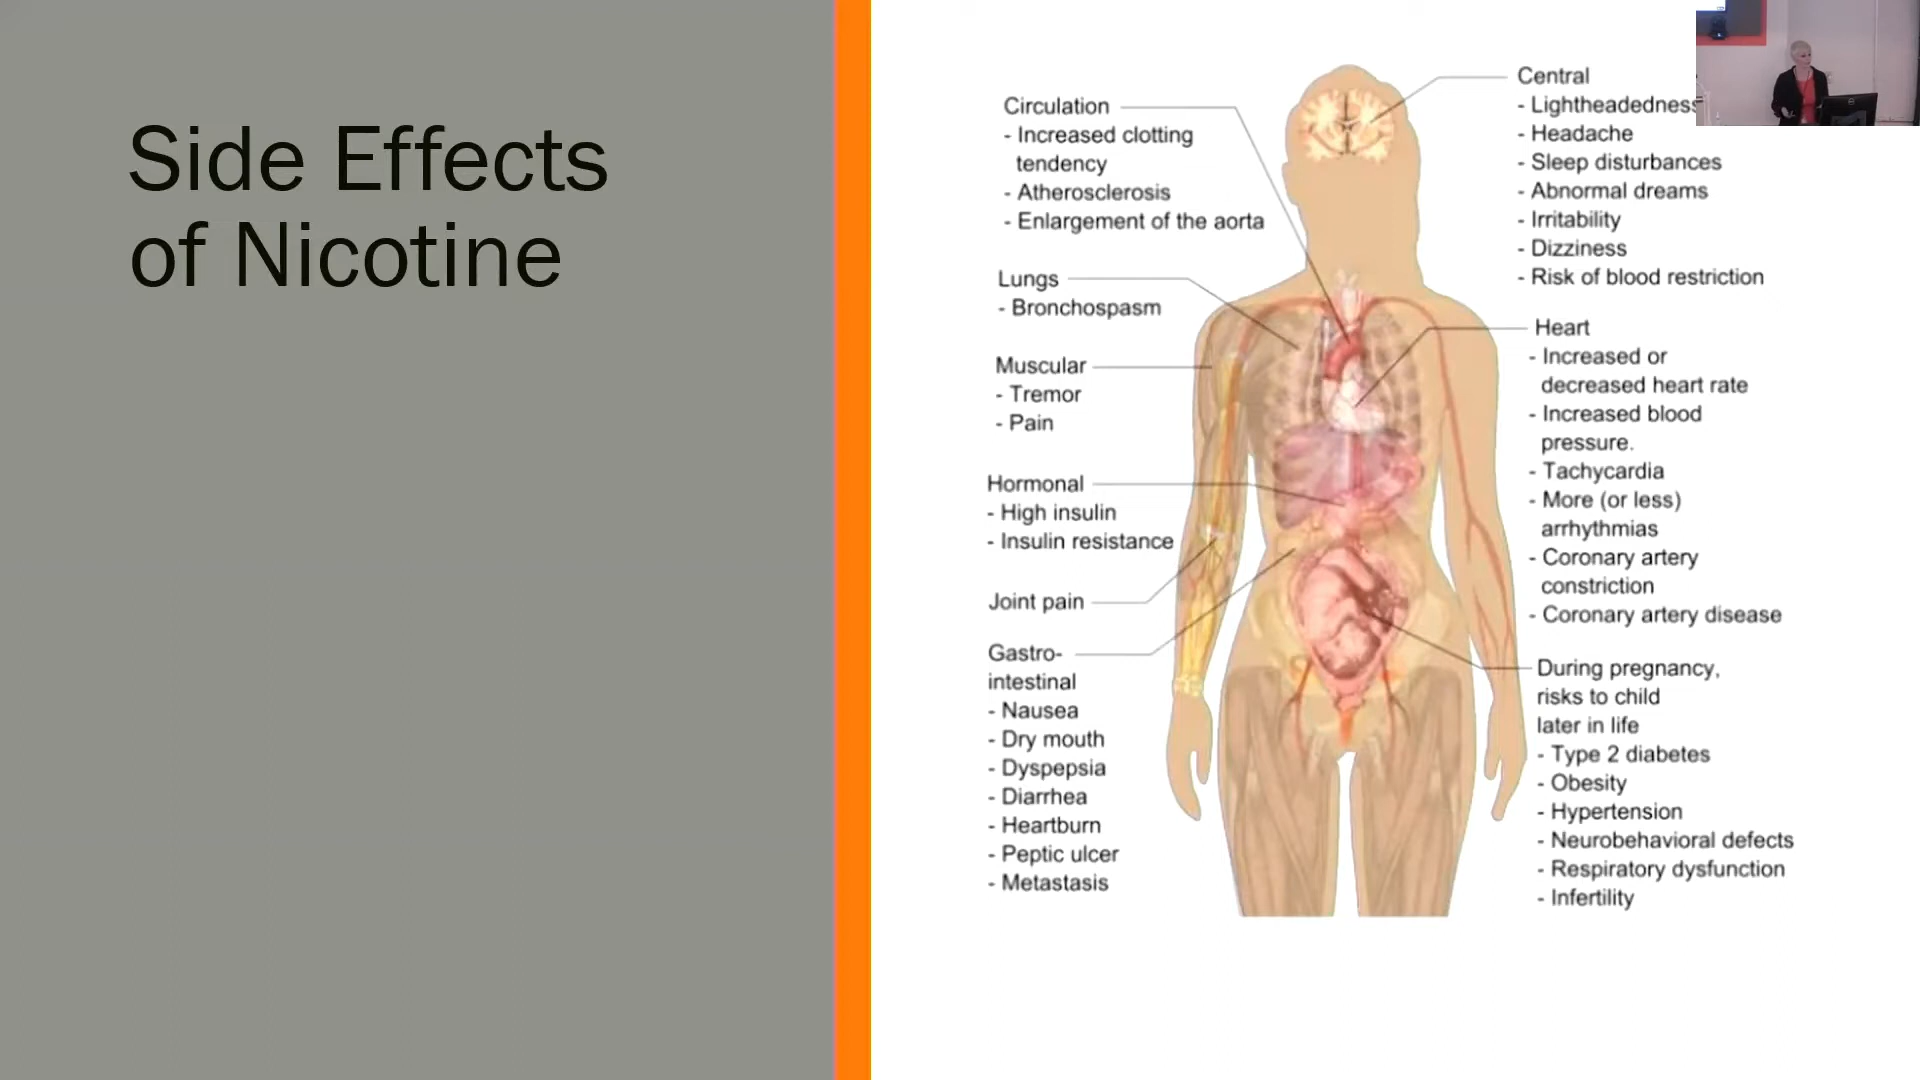 Side Effects
of Nicotine
Circulation
- Increased clotting
tendency
- Atherosclerosis
- Enlargement of the aorta
Lungs
- Bronchospasm
Muscular
- Tremor
- Pain
Hormonal
- High insulin
- Insulin resistance
Joint pain
Gastro-
intestinal
- Nausea
- Dry mouth
- Dyspepsia
- Diarrhea
- Heartburn
- Peptic ulcer
- Metastasis
Central
- Lightheadedness
- Headache
- Sleep disturbances
- Abnormal dreams
- Irritability
- Dizziness
- Risk of blood restriction
Heart
- Increased or
decreased heart rate
- Increased blood
pressure.
- Tachycardia
- More (or less)
arrhythmias
- Coronary artery
constriction
- Coronary artery disease
During pregnancy,
risks to child
later in life
- Type 2 diabetes
- Obesity
- Hypertension
- Neurobehavioral defects
- Respiratory dysfunction
- Infertility